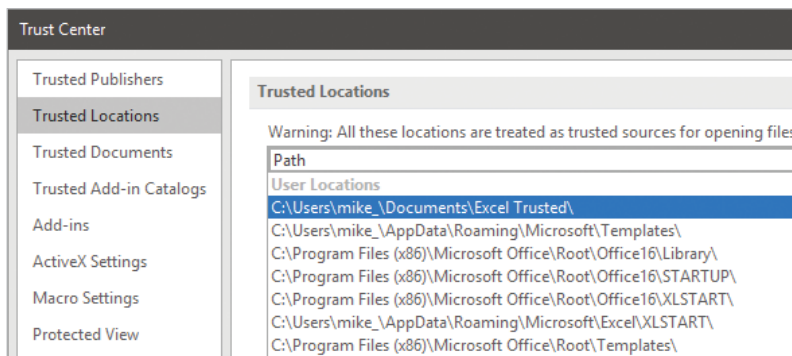 Trust Center
Trusted Publishers
Trusted Locations
Trusted Documents
Trusted Add-in Catalogs
Add-ins
ActiveX Settings
Macro Settings
Protected View
Trusted Locations
Warning: All these locations are treated as trusted sources for opening files
Path
User Locations
C:\Users\mike_\Documents\Excel Trusted\
C:\Users\mike_\AppData\Roaming\Microsoft\Templates\
C:\Program Files (x86)\Microsoft Office\Root\Office16\Library\
C:\Program Files (x86)\Microsoft Office\Root\Office16\STARTUP\
C:\Program Files (x86)\Microsoft Office\Root\Office16\XLSTART\
C:\Users\mike_\AppData\Roaming\Microsoft\Excel\XLSTART\
C:\Program Files (x86)\Microsoft Office\Root\Templates\